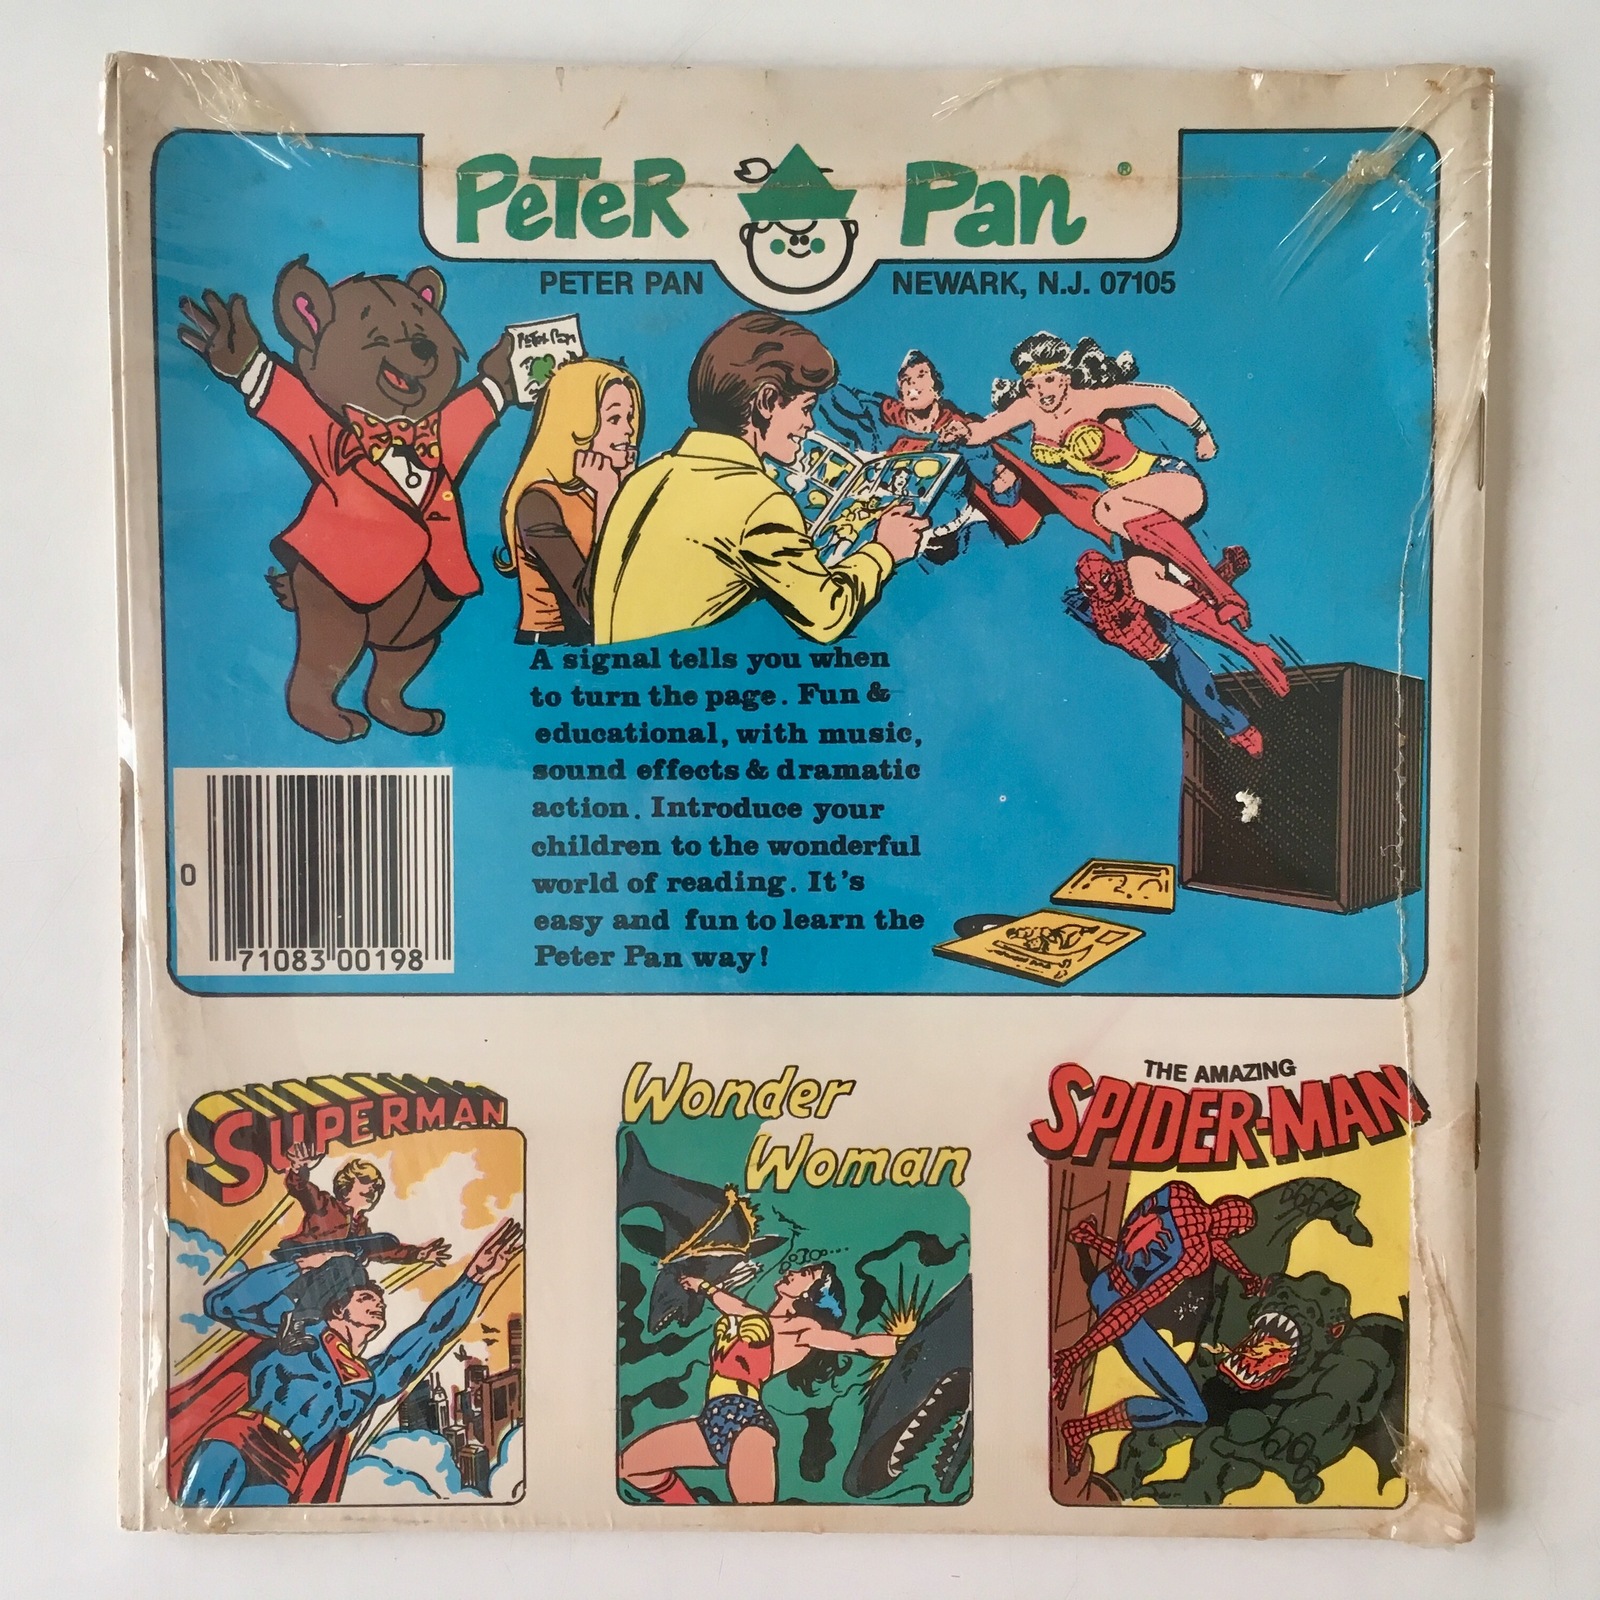 PeTeR Pan ®
PETER PAN NEWARK, N.J. 07105
PeTeR Pan
A signal tells you when
to turn the page. Fun &
educational, with music,
sound effects & dramatic
action. Introduce your
children to the wonderful
world of reading. It's
easy and fun to learn the
Peter Pan way!
0 71083 00198
SUPERMAN
Wonder
Woman
THE AMAZING
SPIDER-MAN